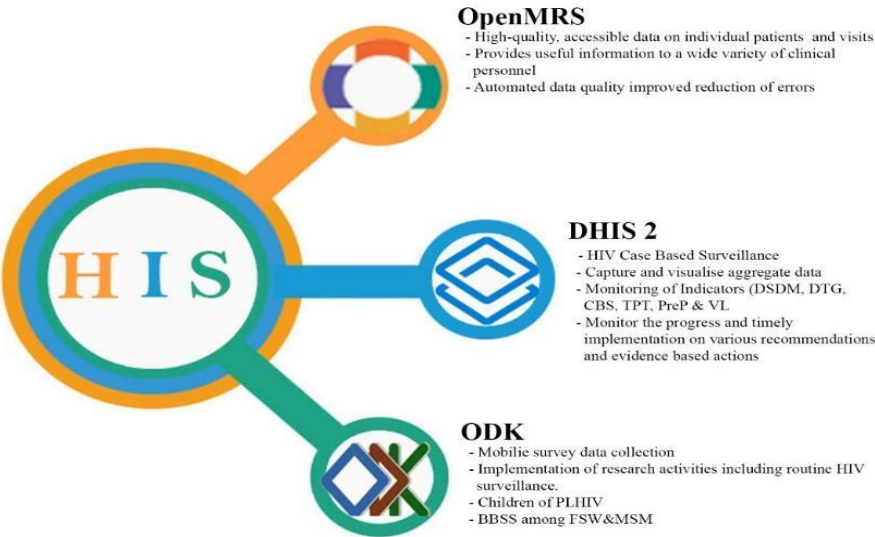 OpenMRS
- High-quality, accessible data on individual patients and visits
- Provides useful information to a wide variety of clinical
personnel
- Automated data quality improved reduction of errors
HIS
DHIS 2
- HIV Case Based Surveillance
- Capture and visualise aggregate data
- Monitoring of Indicators (DSDM, DTG,
CBS, TPT, PreP & VL
- Monitor the progress and timely
implementation on various recommendations
and evidence based actions
ODK
- Mobilie survey data collection
- Implementation of research activities including routine HIV
surveillance.
- Children of PLHIV
- BBSS among FSW&MSM